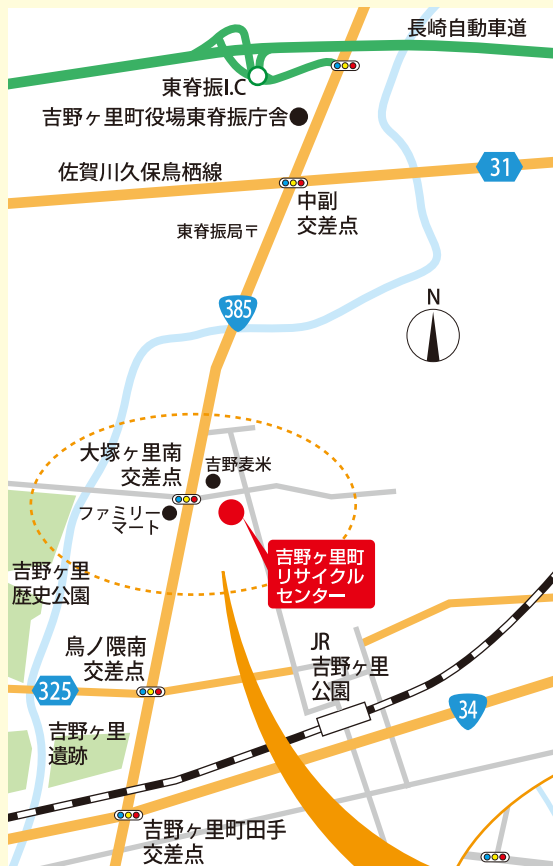 長崎自動車道
東脊振I.C
吉野ヶ里町役場東脊振庁舎
佐賀川久保鳥栖線
31
中副
交差点
東脊振局〒
385
N
大塚ヶ里南
交差点
吉野麦米
ファミリー
マート
吉野ヶ里町
リサイクル
センター
吉野ヶ里
歴史公園
鳥ノ隈南
交差点
JR
吉野ヶ里
公園
325
34
吉野ヶ里
遺跡
吉野ヶ里町田手
交差点